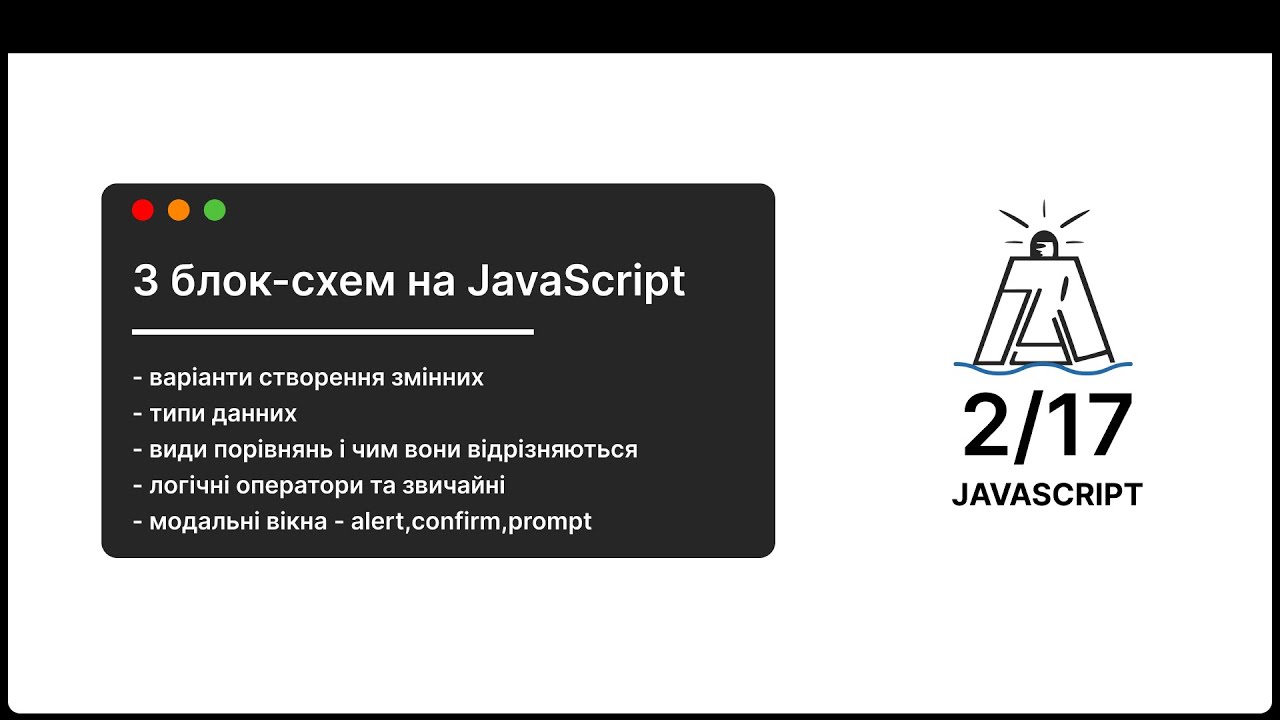 З блок-схем на JavaScript
- варіанти створення змінних
- типи данних
- види порівнянь і чим вони відрізняються
- логічні оператори та звичайні
- модальні вікна - alert,confirm,prompt
2/17
JAVASCRIPT